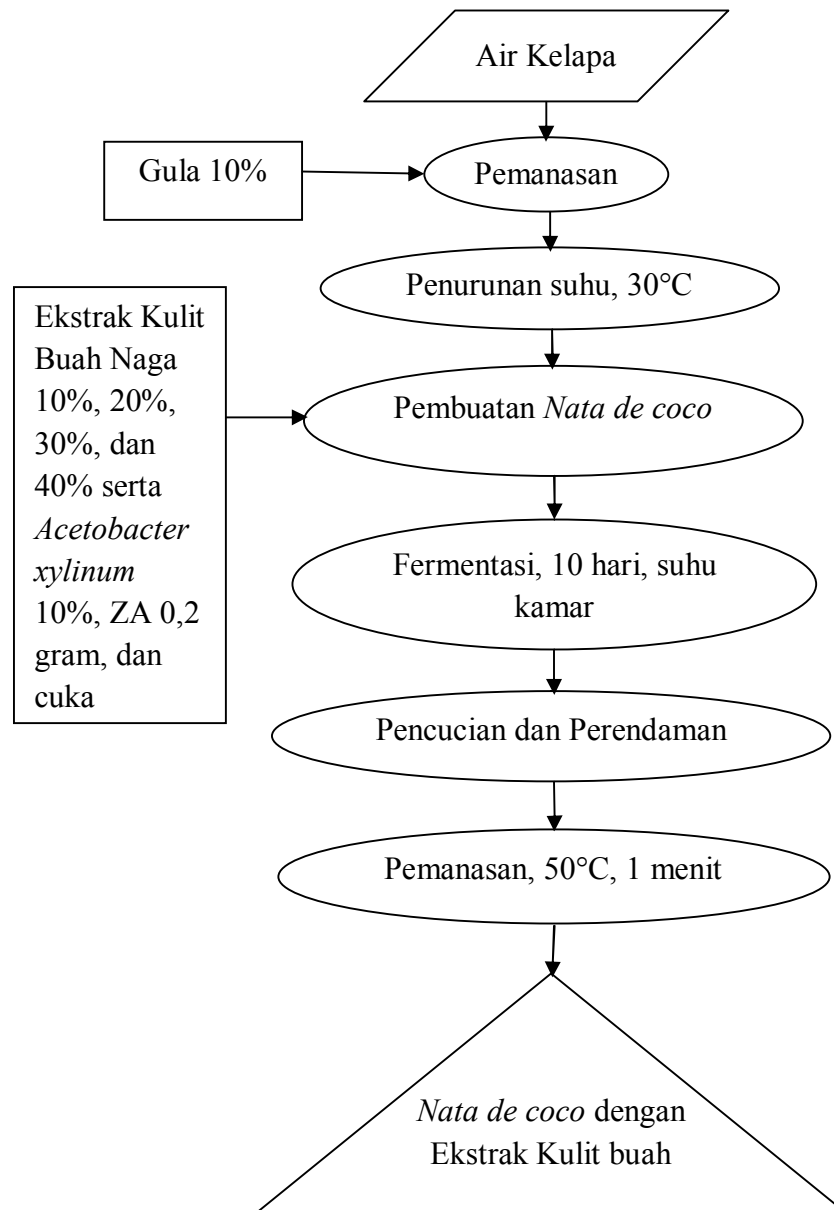 Air Kelapa
Gula 10%
Pemanasan
Penurunan suhu, 30°C
Ekstrak Kulit
Buah Naga
10%, 20%,
30%, dan
40% serta
Acetobacter
xylinum
10%, ZA 0,2
gram, dan
cuka
Pembuatan Nata de coco
Fermentasi, 10 hari, suhu
kamar
Pencucian dan Perendaman
Pemanasan, 50°C, 1 menit
Nata de coco dengan
Ekstrak Kulit buah